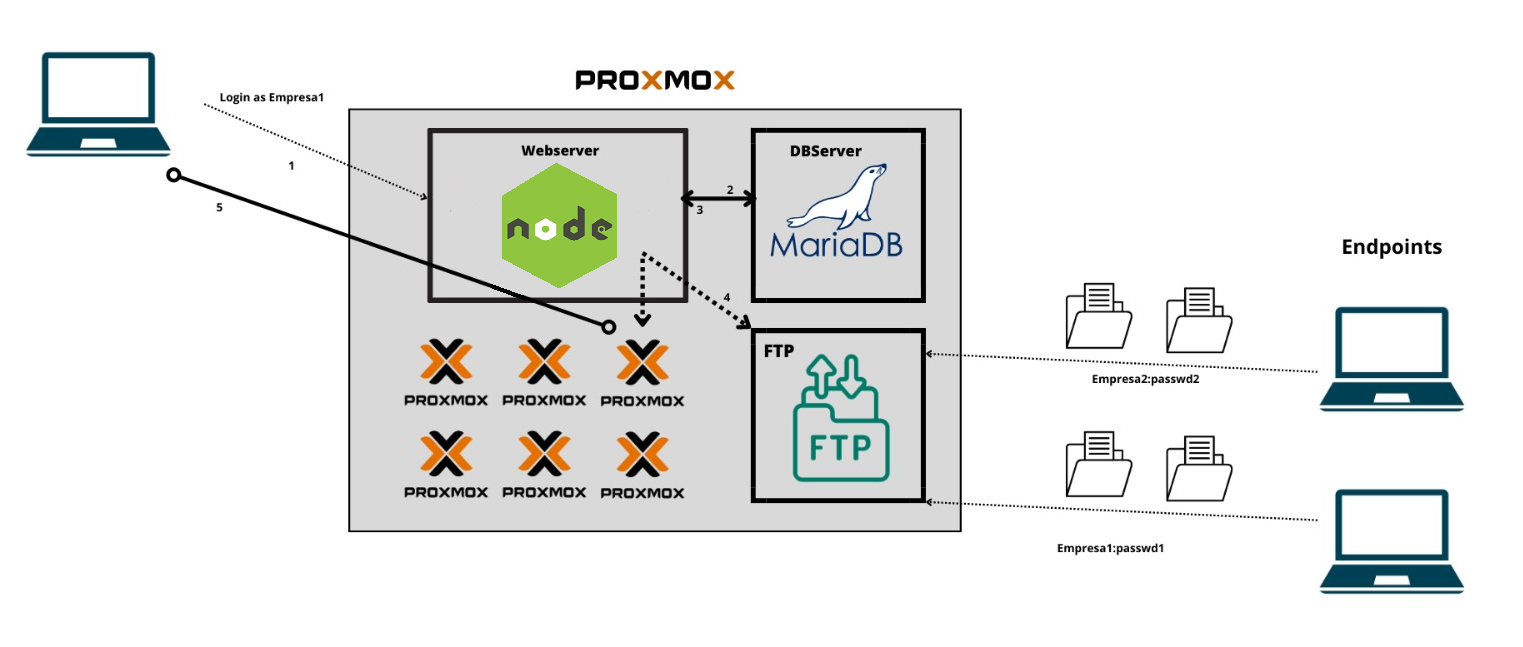 PROXMOX
Login as Empresa1
1
5
Webserver
node
2
3
DBServer
MariaDB
4
FTP
FTP
PROXMOX
PROXMOX
PROXMOX
PROXMOX
PROXMOX
PROXMOX
Endpoints
Empresa2:passwd2
Empresa1:passwd1